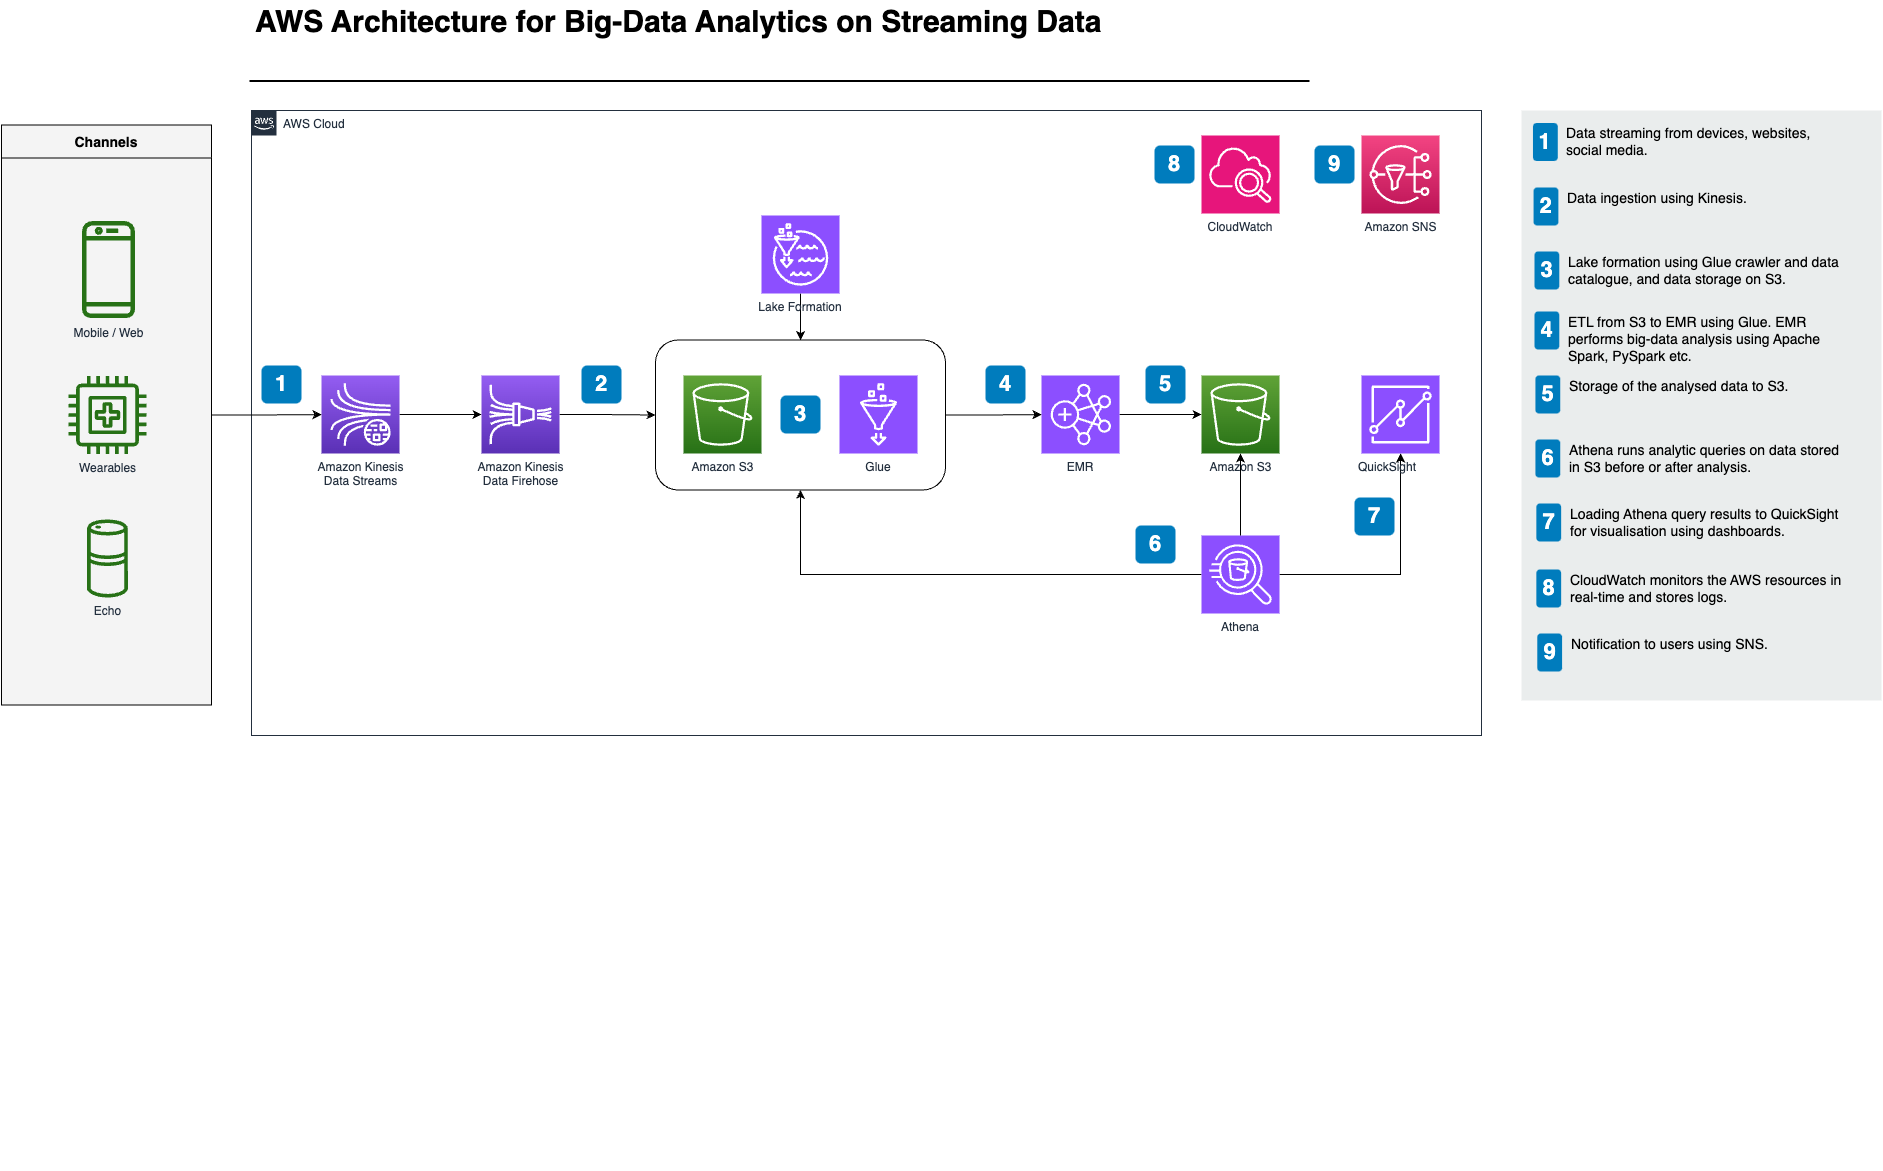 AWS Architecture for Big-Data Analytics on Streaming Data
Channels
Mobile / Web
Wearables
Echo
aws
AWS Cloud
8
CloudWatch
9
Amazon SNS
Lake Formation
1
Amazon Kinesis
Data Streams
Amazon Kinesis
Data Firehose
2
Amazon S3
3
Glue
4
EMR
5
Amazon S3
QuickSight
6
7
Athena
1
Data streaming from devices, websites,
social media.
2
Data ingestion using Kinesis.
3
Lake formation using Glue crawler and data
catalogue, and data storage on S3.
4
ETL from S3 to EMR using Glue. EMR
performs big-data analysis using Apache
Spark, PySpark etc.
5
Storage of the analysed data to S3.
6
Athena runs analytic queries on data stored
in S3 before or after analysis.
7
Loading Athena query results to QuickSight
for visualisation using dashboards.
8
CloudWatch monitors the AWS resources in
real-time and stores logs.
9
Notification to users using SNS.